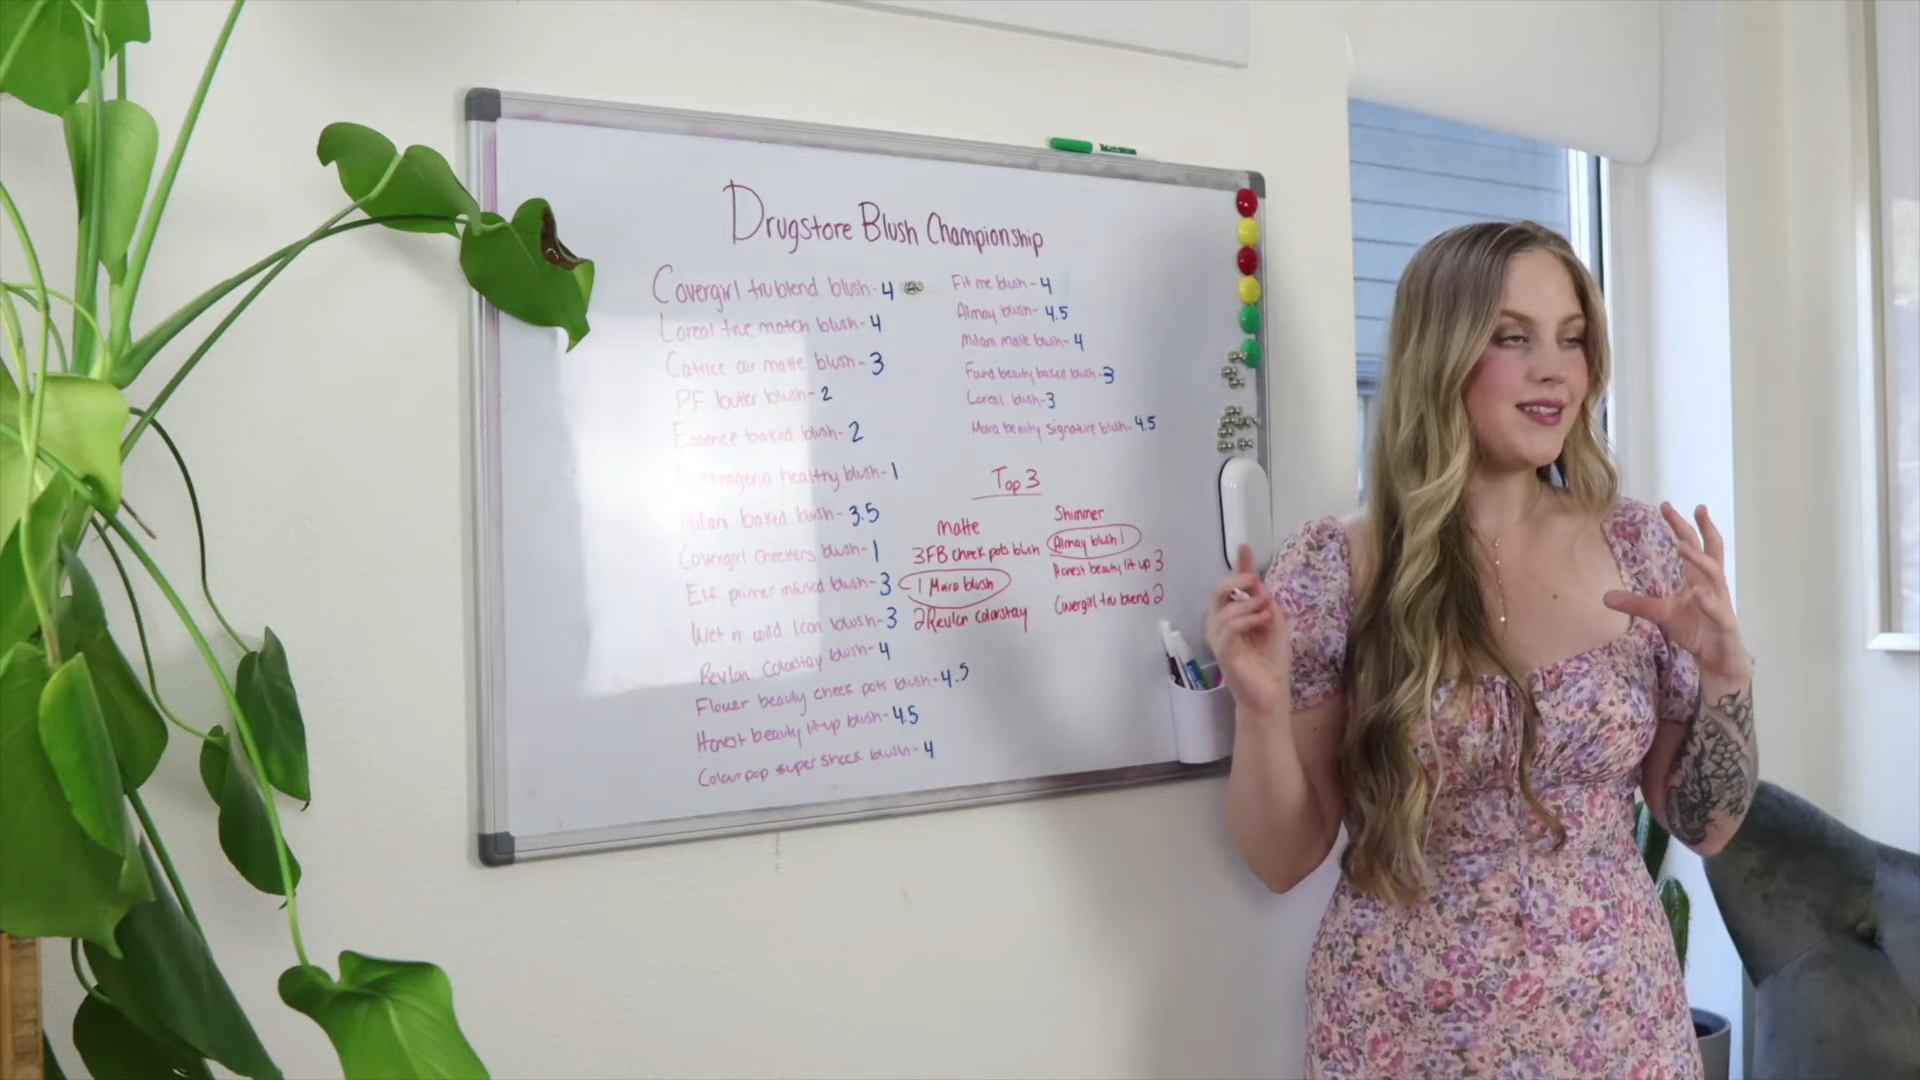 Drugstore Blush Championship
Covergirl trublend blush-4
Loreal true match blush-4
Catrice air matte blush-3
PF butter blush-2
Essence baked blush-2
healthy blush-1
Milani baked blush-3.5
Covergirl Cheekers blush-1
Elf primer infused blush-3
Wet n wild Icon blush-3
Revlon Colorstay blush-4
Flower beauty cheek pots blush-4.5
Honest beauty lit up blush-4.5
Colourpop super shock blush-4
Fit me blush-4
Almay blush-4.5
Milani matte blush-4
beauty baked blush-3
Loreal blush-3
beauty signature blush-4.5
Top 3
Matte
3 FB cheek pots blush
1 blush
2 Revlon colorstay
Shimmer
Almay blush 1
Honest beauty lit up 3
Covergirl tru blend 2